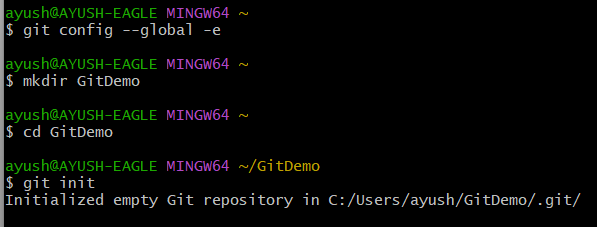 ayush@AYUSH-EAGLE MINGW64 ~
$ git config --global -e
ayush@AYUSH-EAGLE MINGW64 ~
$ mkdir GitDemo
ayush@AYUSH-EAGLE MINGW64 ~
$ cd GitDemo
ayush@AYUSH-EAGLE MINGW64 ~/GitDemo
$ git init
Initialized empty Git repository in C:/Users/ayush/GitDemo/.git/